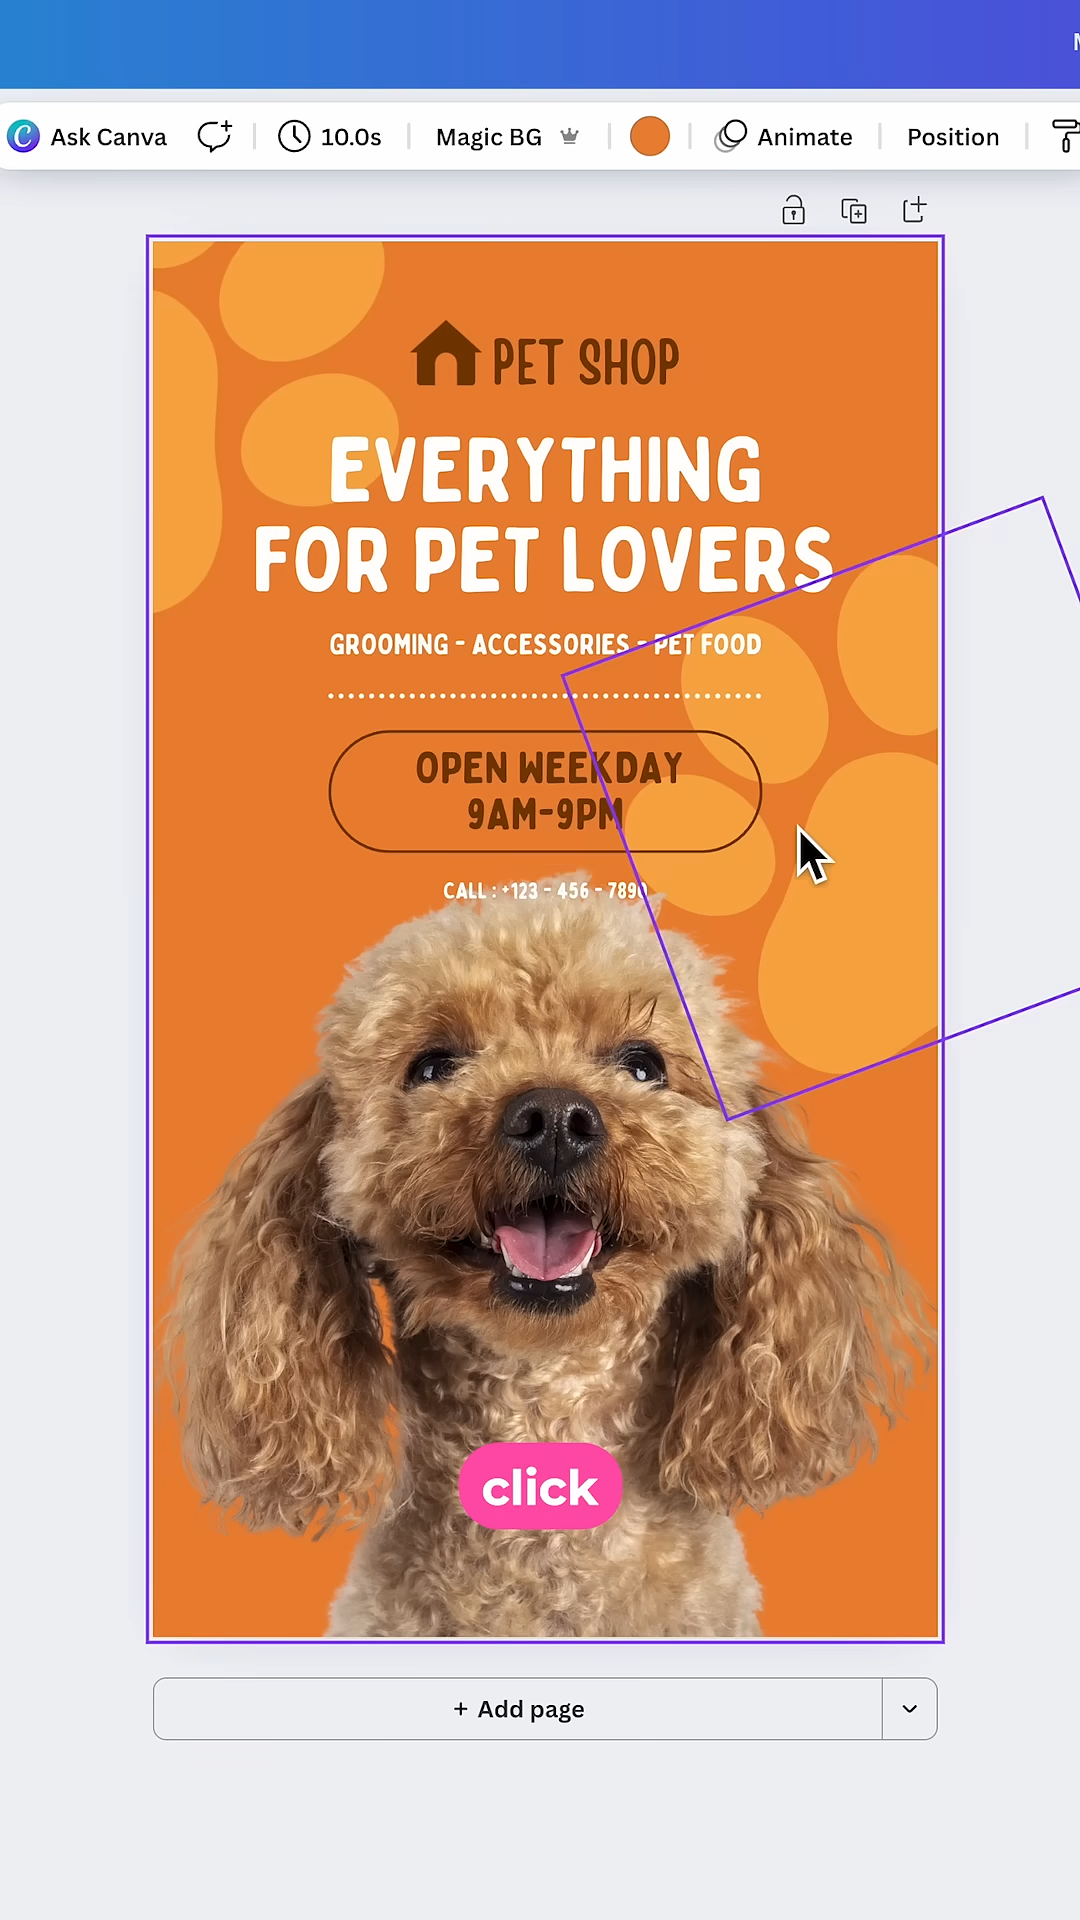 M
Ask Canva
10.0s
Magic BG
Animate
Position
PET SHOP
EVERYTHING
FOR PET LOVERS
GROOMING - ACCESSORIES - PET FOOD
OPEN WEEKDAY
9AM-9PM
CALL : +123 - 456 - 7890
click
+ Add page